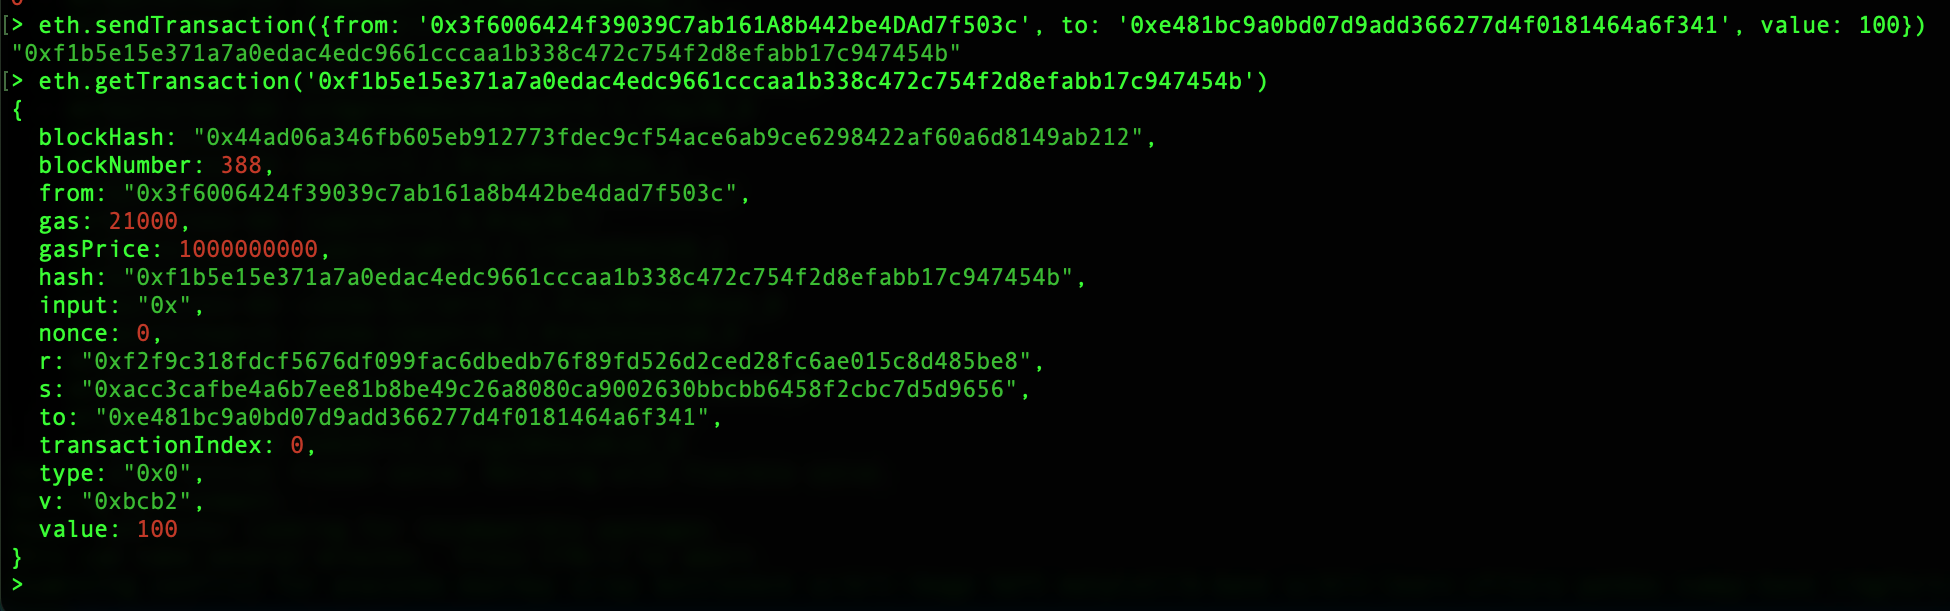 [> eth.sendTransaction({from: '0x3f6006424f39039C7ab161A8b442be4DAd7f503c', to: '0xe481bc9a0bd07d9add366277d4f0181464a6f341', value: 100})
"0xf1b5e15e371a7a0edac4edc9661cccaa1b338c472c754f2d8efabb17c947454b"
[> eth.getTransaction('0xf1b5e15e371a7a0edac4edc9661cccaa1b338c472c754f2d8efabb17c947454b')
{
  blockHash: "0x44ad06a346fb605eb912773fdec9cf54ace6ab9ce6298422af60a6d8149ab212",
  blockNumber: 388,
  from: "0x3f6006424f39039c7ab161a8b442be4dad7f503c",
  gas: 21000,
  gasPrice: 1000000000,
  hash: "0xf1b5e15e371a7a0edac4edc9661cccaa1b338c472c754f2d8efabb17c947454b",
  input: "0x",
  nonce: 0,
  r: "0xf2f9c318fdcf5676df099fac6dbedb76f89fd526d2ced28fc6ae015c8d485be8",
  s: "0xacc3cafbe4a6b7ee81b8be49c26a8080ca9002630bbcbb6458f2cbc7d5d9656",
  to: "0xe481bc9a0bd07d9add366277d4f0181464a6f341",
  transactionIndex: 0,
  type: "0x0",
  v: "0xbcb2",
  value: 100
}
>